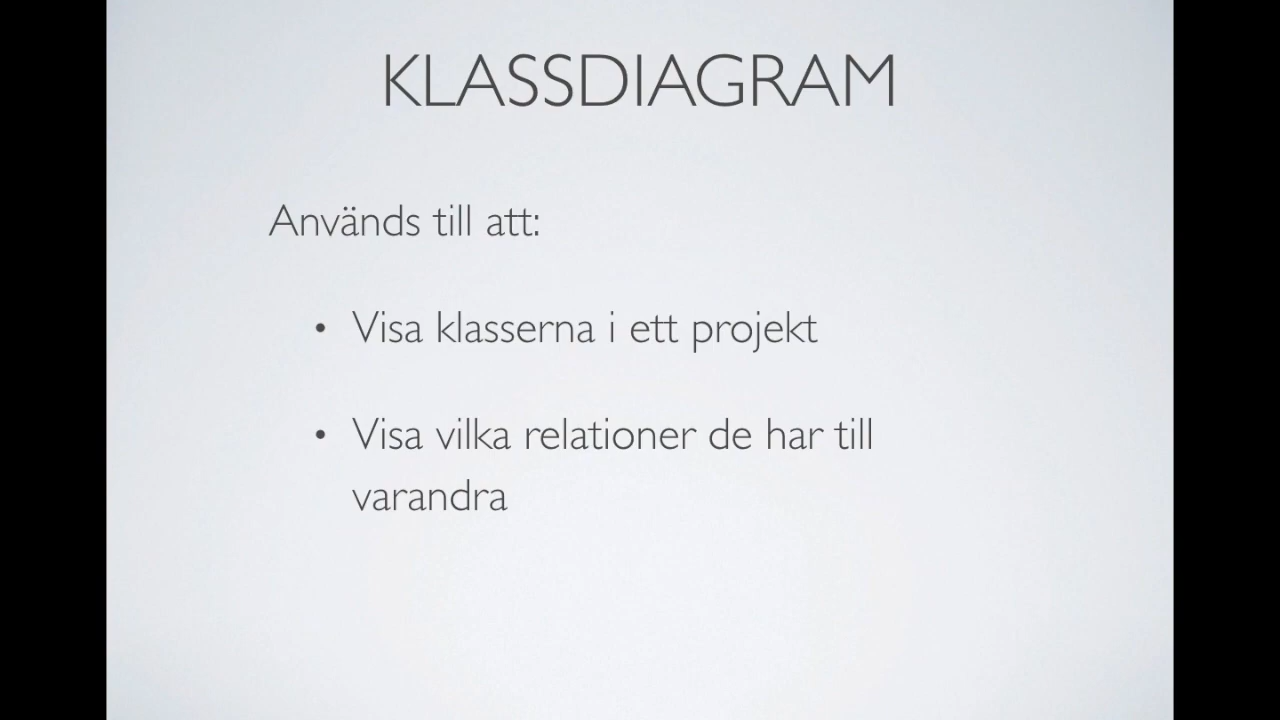 KLASSDIAGRAM
Används till att:
• Visa klasserna i ett projekt
• Visa vilka relationer de har till
varandra